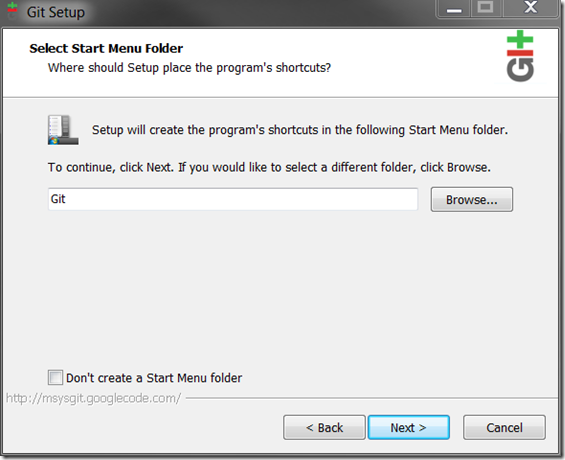 Git Setup
Select Start Menu Folder
Where should Setup place the program's shortcuts?
Git
Setup will create the program's shortcuts in the following Start Menu folder.
To continue, click Next. If you would like to select a different folder, click Browse.
Git
Browse...
Don't create a Start Menu folder
http://msysgit.googlecode.com/
< Back
Next >
Cancel